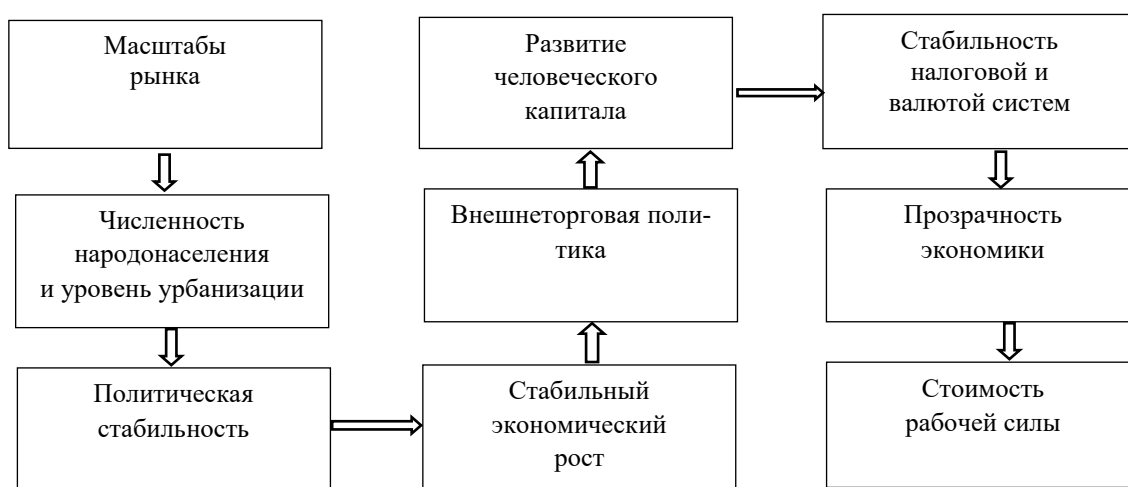 Масштабы
рынка
Численность
народонаселения
и уровень урбанизации
Политическая
стабильность
Стабильный
экономический
рост
Внешнеторговая поли-
тика
Развитие
человеческого
капитала
Стабильность
налоговой и
валютой систем
Прозрачность
экономики
Стоимость
рабочей силы